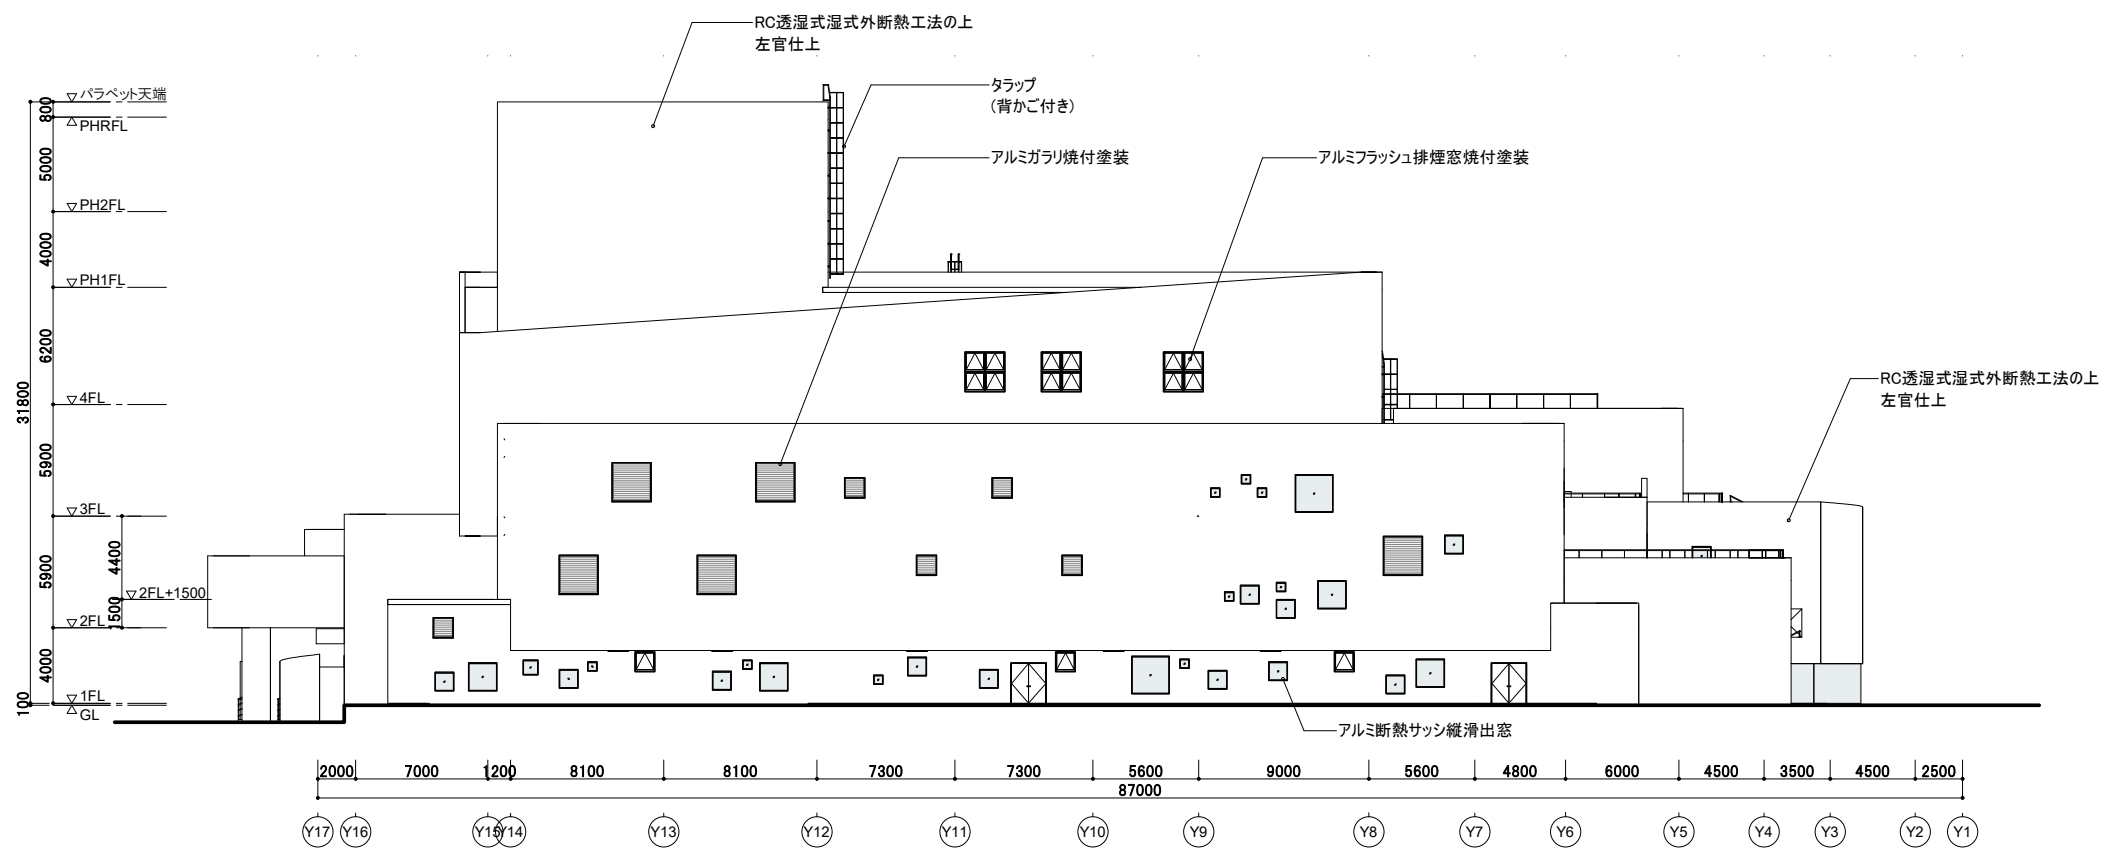 RC透湿式湿式外断熱工法の上
左官仕上
タラップ
(背かご付き)
アルミガラリ焼付塗装
アルミフラッシュ排煙窓焼付塗装
RC透湿式湿式外断熱工法の上
左官仕上
アルミ断熱サッシ縦滑出窓
パラペット天端
PHRFL
PH2FL
PH1FL
4FL
3FL
2FL+1500
2FL
1FL
GL
800
5000
4000
6200
5900
5900
4000
100
31800
4400
1500
2000 7000 1200 8100 8100 7300 7300 5600 9000 5600 4800 6000 4500 3500 4500 2500
87000
Y17 Y16 Y15 Y14 Y13 Y12 Y11 Y10 Y9 Y8 Y7 Y6 Y5 Y4 Y3 Y2 Y1